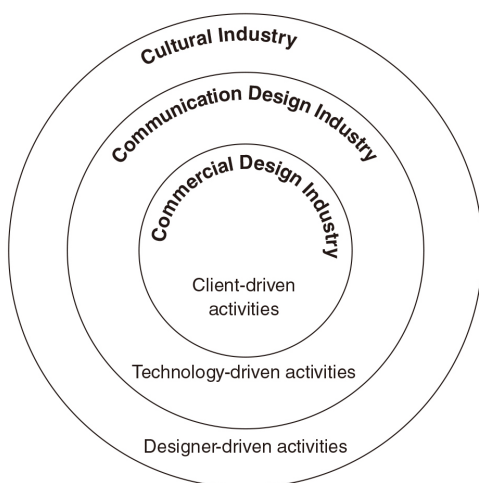 Cultural Industry
Communication Design Industry
Commercial Design Industry
Client-driven
activities
Technology-driven activities
Designer-driven activities